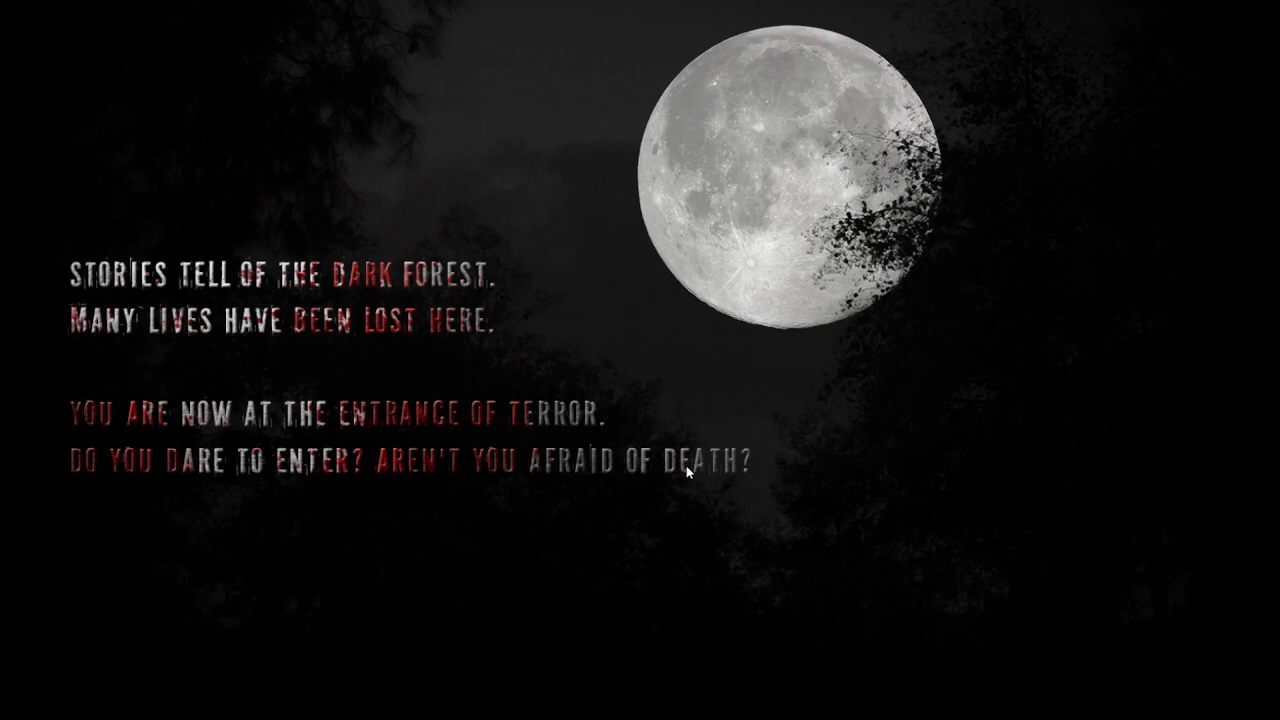 STORIES TELL OF THE DARK FOREST.
MANY LIVES HAVE BEEN LOST HERE.
YOU ARE NOW AT THE ENTRANCE OF TERROR.
DO YOU DARE TO ENTER? AREN'T YOU AFRAID OF DEATH?